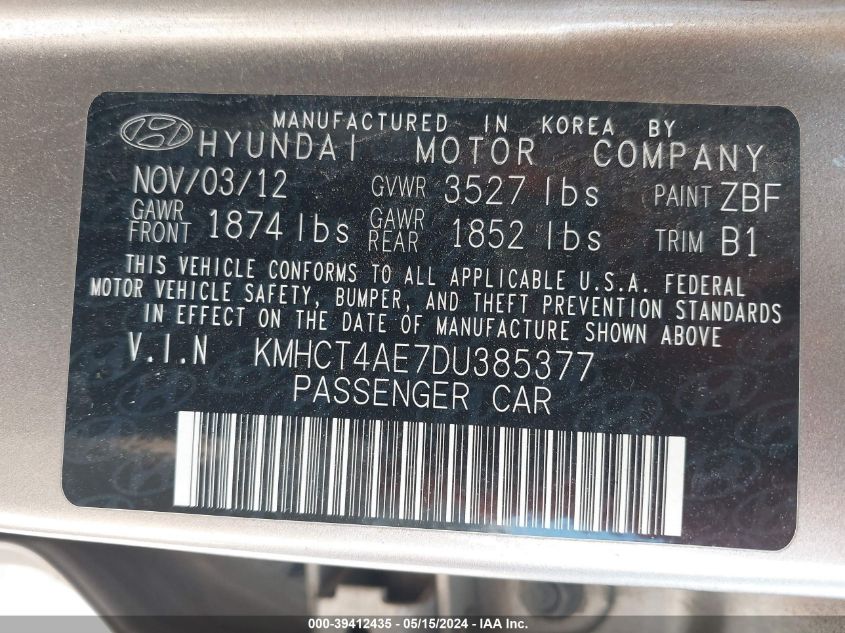 MANUFACTURED IN KOREA BY
HYUNDAI MOTOR COMPANY
NOV/03/12 GVWR 3527 lbs PAINT ZBF
GAWR FRONT 1874 lbs GAWR REAR 1852 lbs TRIM B1
THIS VEHICLE CONFORMS TO ALL APPLICABLE U.S.A. FEDERAL
MOTOR VEHICLE SAFETY, BUMPER, AND THEFT PREVENTION STANDARDS
IN EFFECT ON THE DATE OF MANUFACTURE SHOWN ABOVE
V.I.N KMHCT4AE7DU385377
PASSENGER CAR
000-39412435 - 05/15/2024 - IAA Inc.